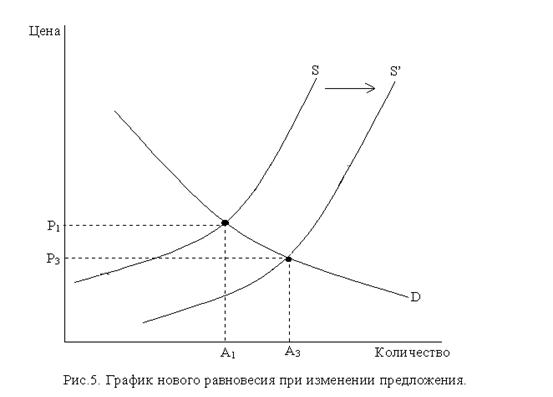 Цена
S
S'
P1
P3
D
A1
A3
Количество
Рис.5. График нового равновесия при изменении предложения.